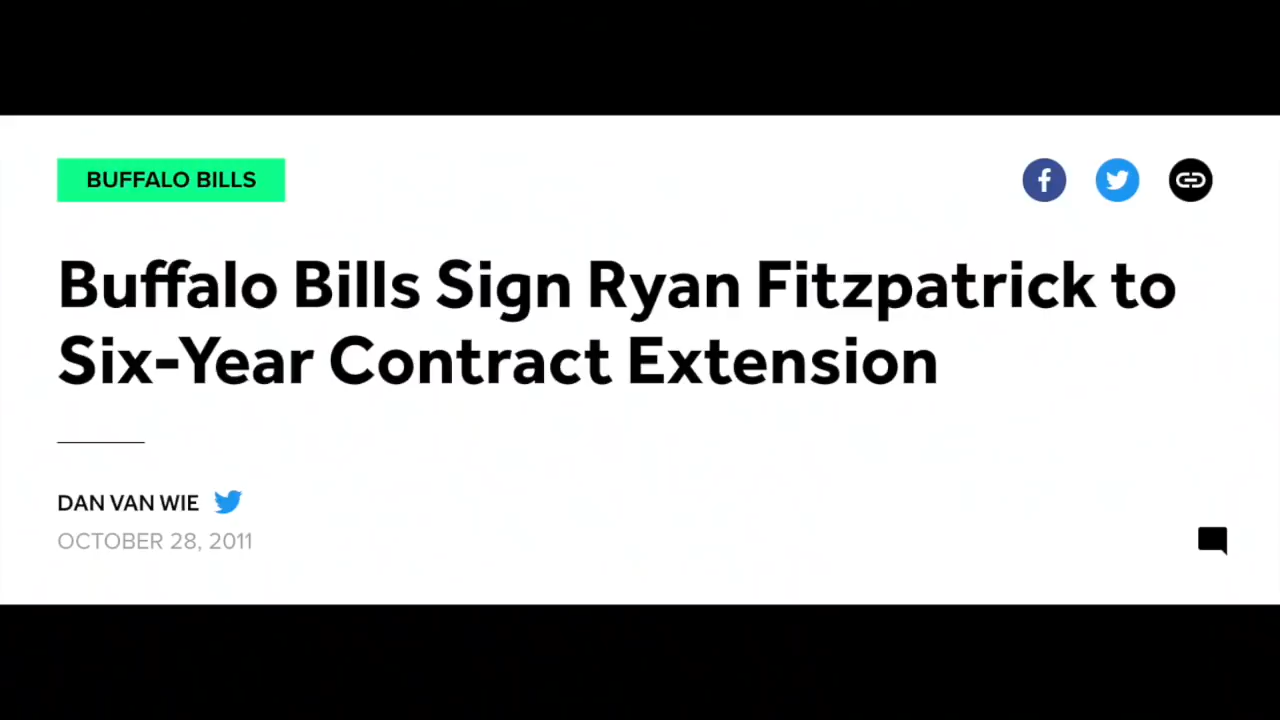 BUFFALO BILLS
Buffalo Bills Sign Ryan Fitzpatrick to
Six-Year Contract Extension
DAN VAN WIE
OCTOBER 28, 2011